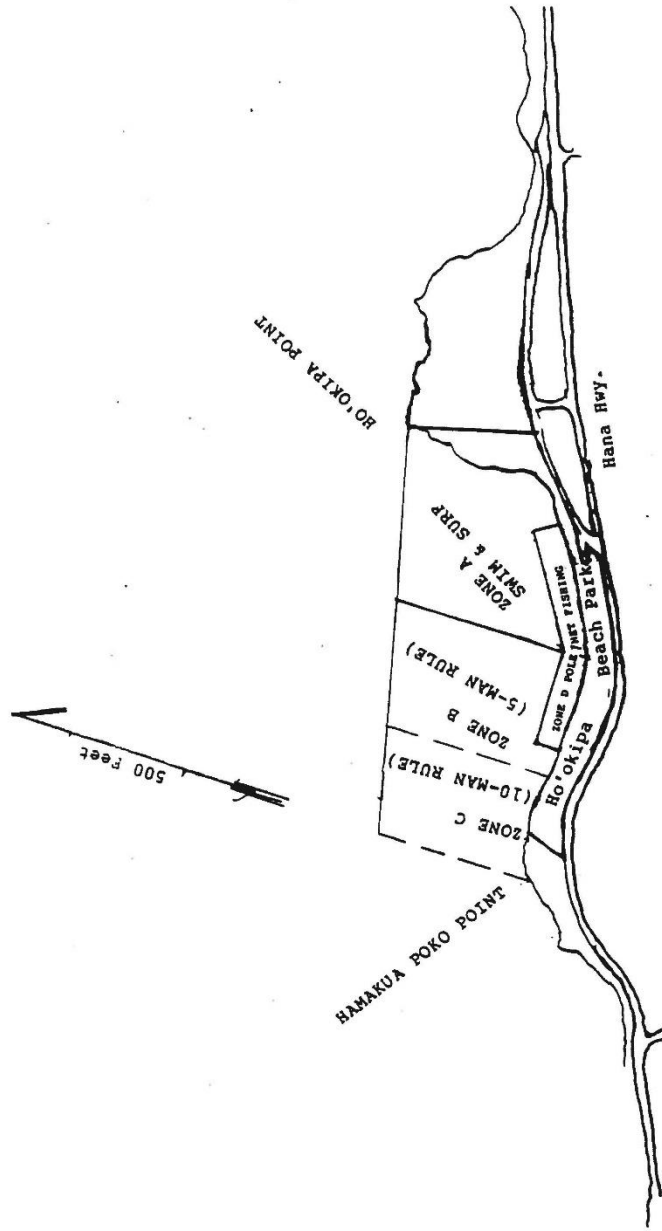 HO'OKIPA POINT
Hana Hwy.
ZONE A
SWIM & SURF
ZONE D POLE/NET FISHING
Ho'okipa - Beach Park
ZONE B
(5-MAN RULE)
ZONE C
(10-MAN RULE)
500 Feet
HAMAKUA POKO POINT